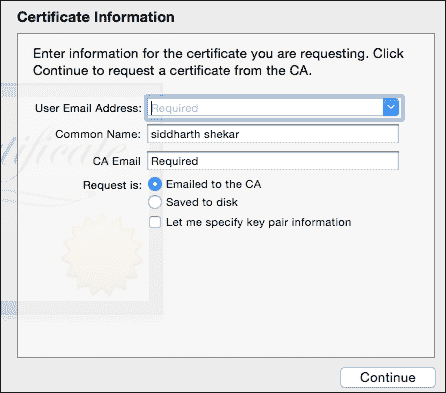 Certificate Information
Enter information for the certificate you are requesting. Click
Continue to request a certificate from the CA.
User Email Address: Required
Common Name: siddharth shekar
CA Email Required
Request is: Emailed to the CA
Saved to disk
Let me specify key pair information
Continue